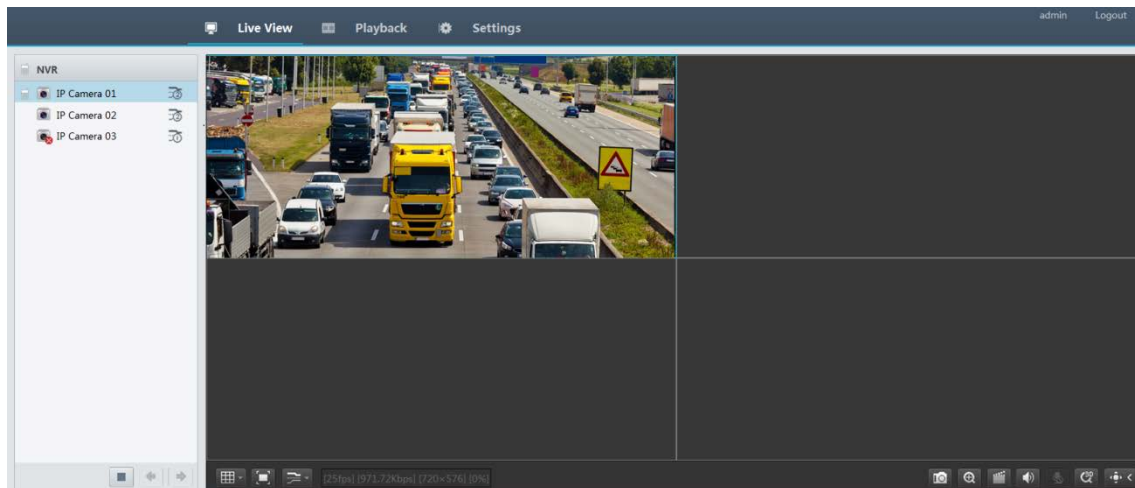 Live View Playback Settings admin Logout
NVR
IP Camera 01
IP Camera 02
IP Camera 03
[25fps] [971.72Kbps] [720×576] [0%]